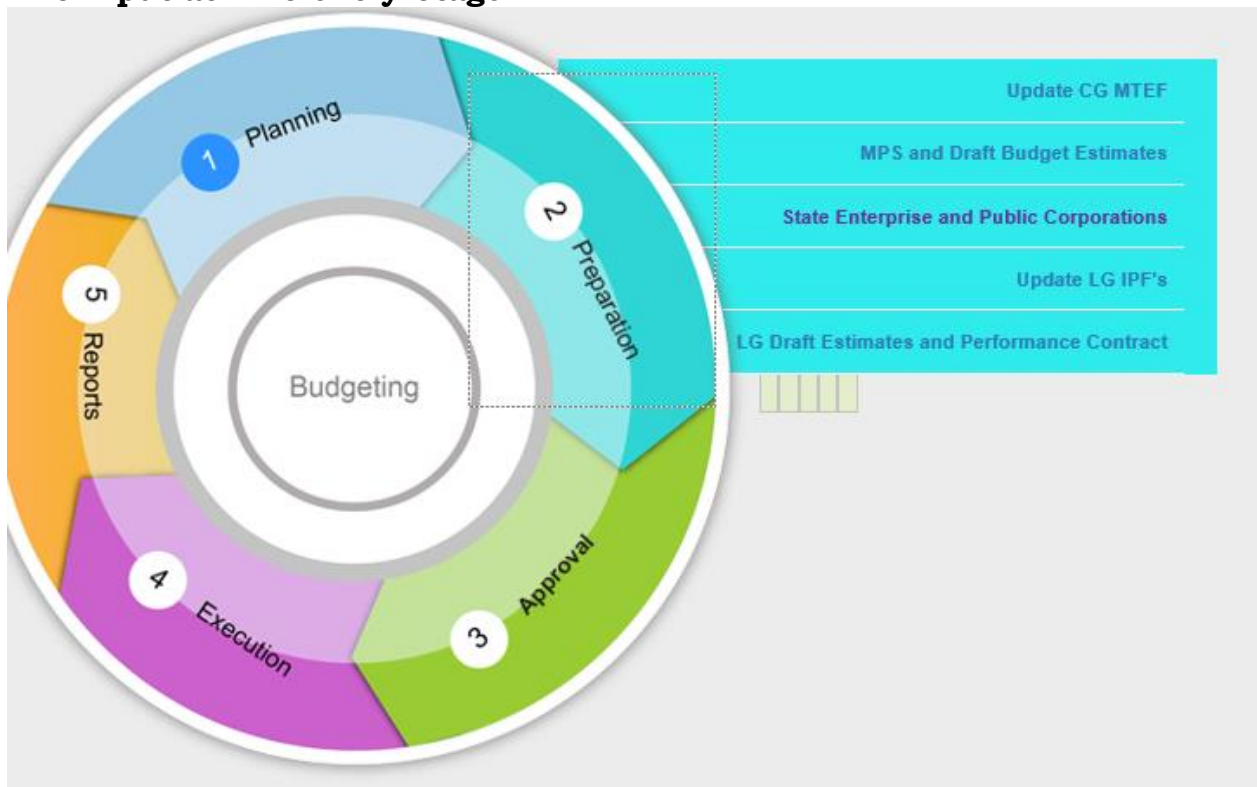 1
Planning
2
Preparation
3
Approval
4
Execution
5
Reports
Budgeting
Update CG MTEF
MPS and Draft Budget Estimates
State Enterprise and Public Corporations
Update LG IPF's
LG Draft Estimates and Performance Contract